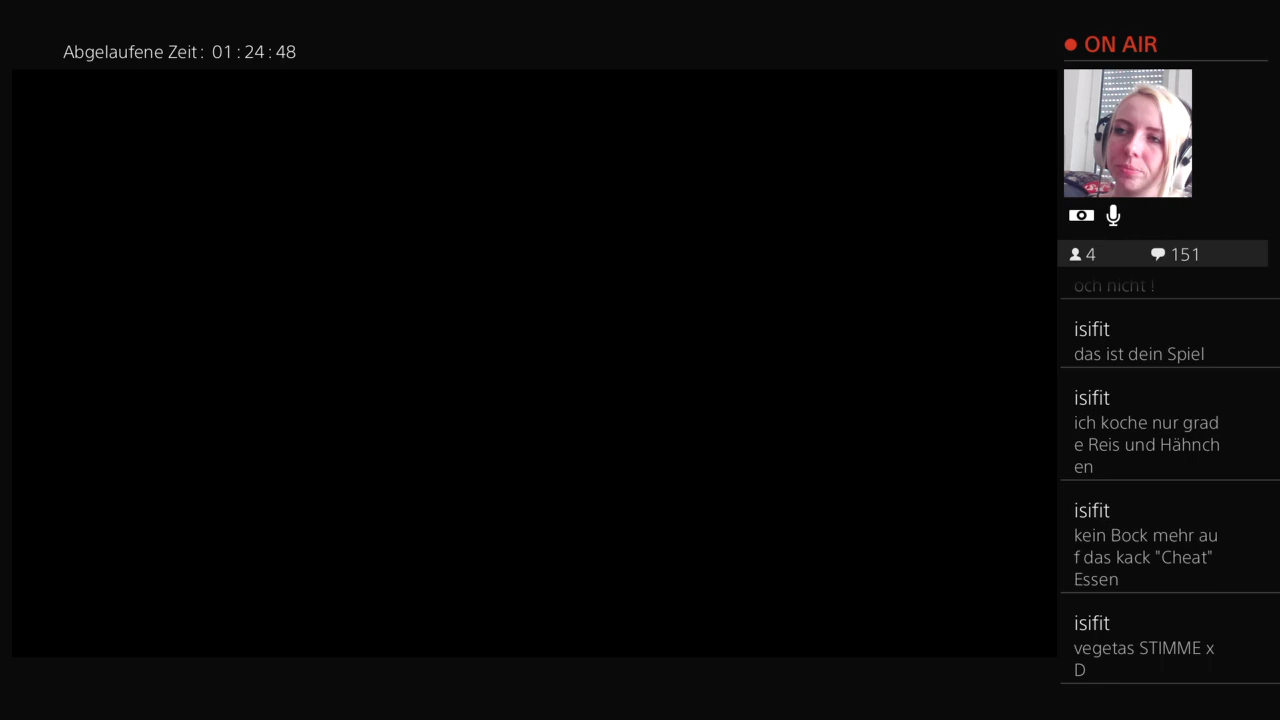 Abgelaufene Zeit: 01:24:48
ON AIR
4 151
och nicht !
isifit
das ist dein Spiel
isifit
ich koche nur grad
e Reis und Hähnch
en
isifit
kein Bock mehr au
f das kack "Cheat"
Essen
isifit
vegetas STIMME x
D